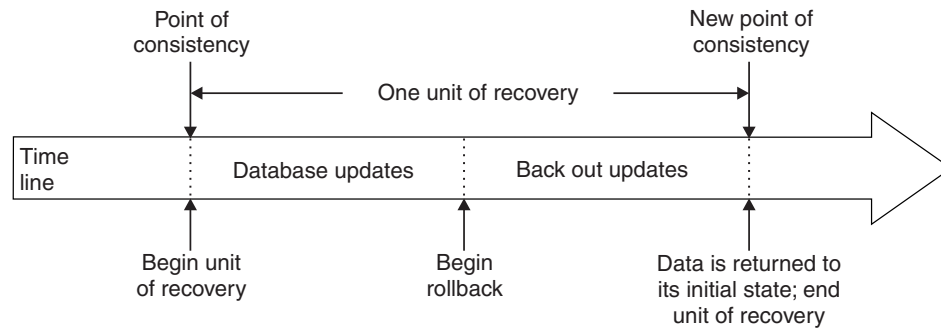 Point of
consistency
New point of
consistency
One unit of recovery
Time
line
Database updates
Back out updates
Begin unit
of recovery
Begin
rollback
Data is returned to
its initial state; end
unit of recovery